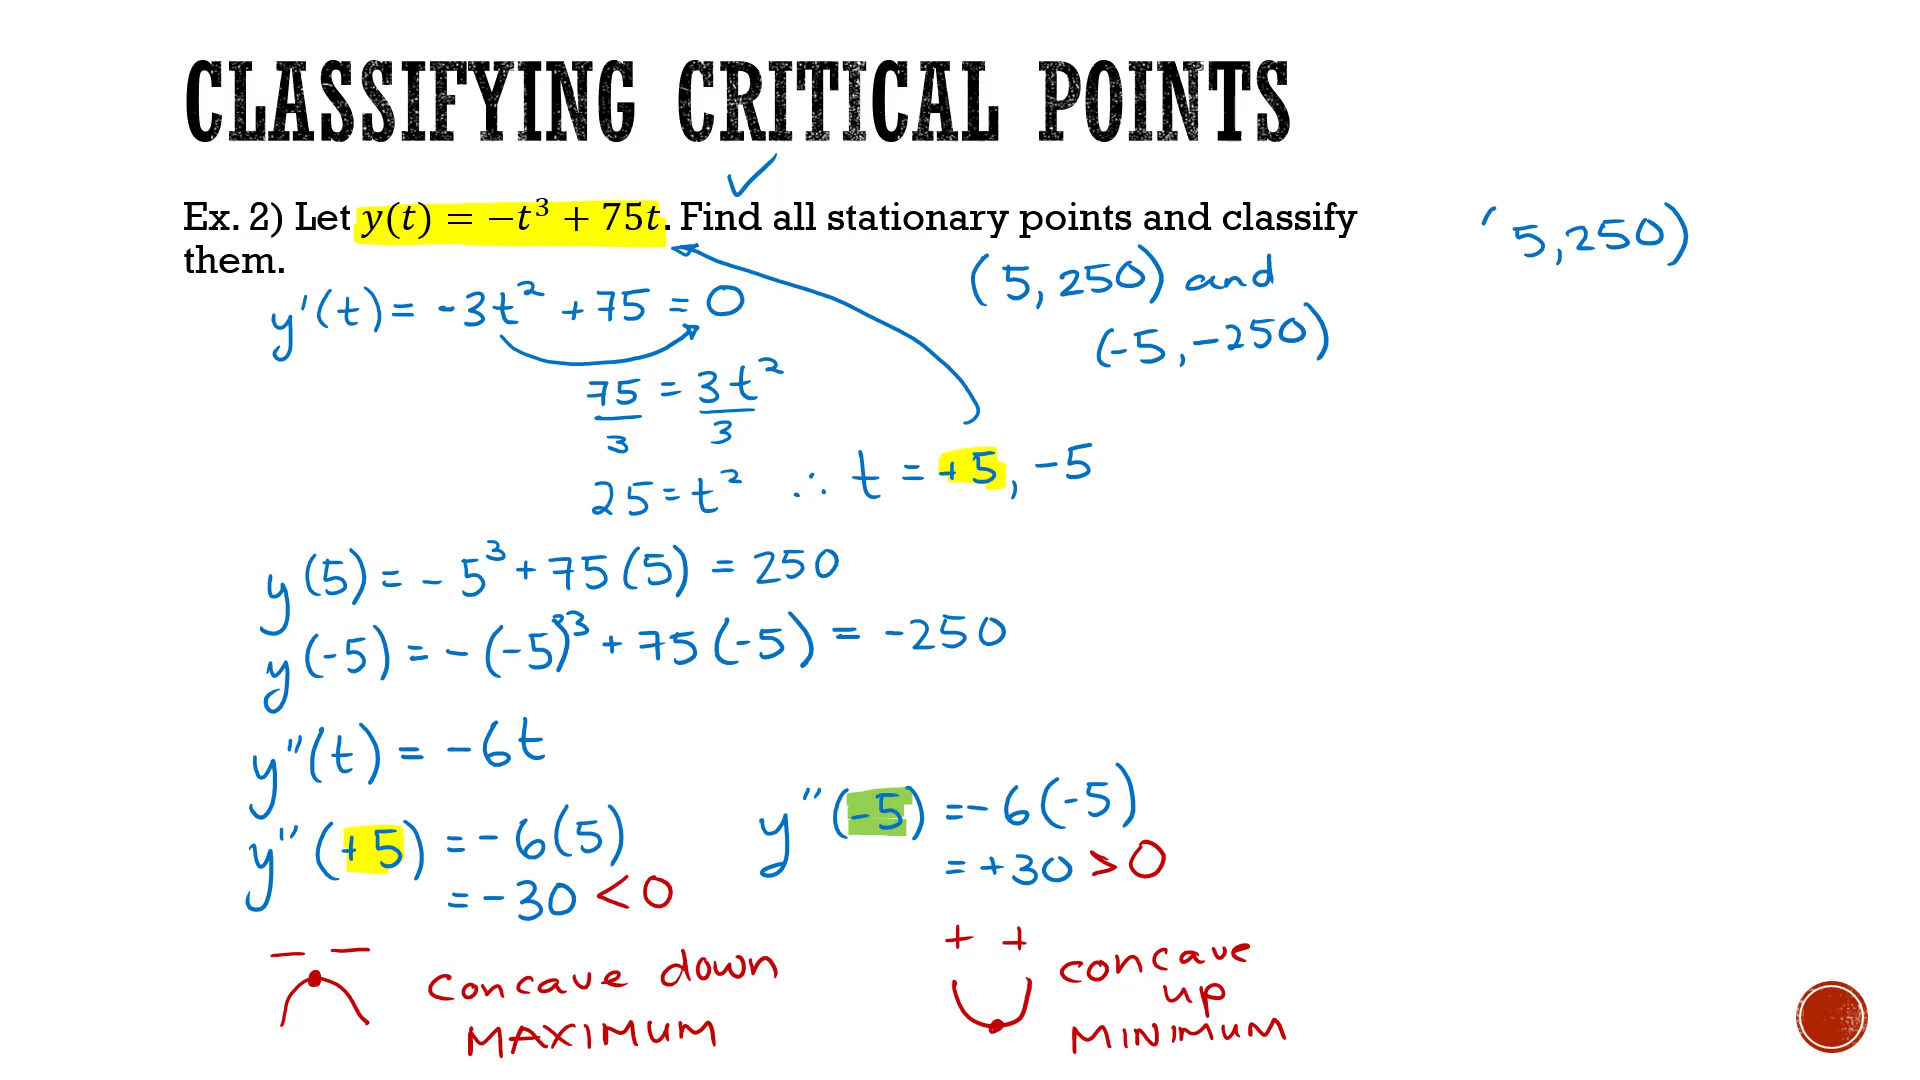 CLASSIFYING CRITICAL POINTS
✓
Ex. 2) Let y(t) = −t³ + 75t. Find all stationary points and classify
them.
( 5,250)
(5, 250) and
(-5, -250)
y'(t) = -3t² + 75 = 0
75/3 = 3t²/3
25 = t² ∴ t = +5, -5
y(5) = - 5³ + 75(5) = 250
y(-5) = - (-5)³ + 75(-5) = -250
y''(t) = -6t
y''(+5) = - 6(5)
= - 30 < 0
y''(-5) = - 6(-5)
= + 30 > 0
− −
concave down
MAXIMUM
+ +
concave
up
MINIMUM